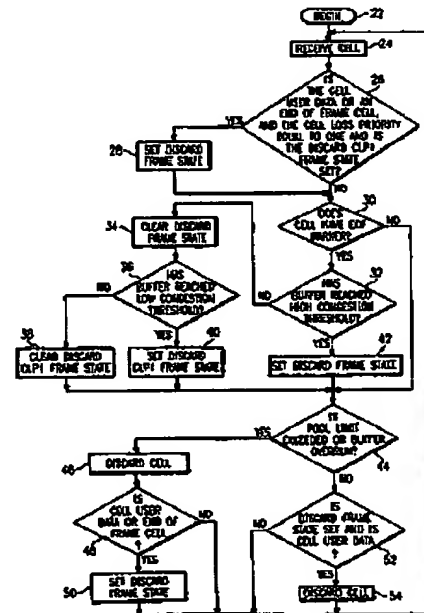 BEGIN
22
RECEIVE CELL
24
26
IS
THE CELL
USER DATA OR AN
END OF FRAME CELL,
AND THE CELL LOSS PRIORITY
EQUAL TO ONE AND IS
THE DISCARD CLP1
FRAME STATE
SET?
YES
28
SET DISCARD
FRAME STATE
NO
30
DOES
CELL HAVE EOF
MARKER?
NO
34
CLEAR DISCARD
FRAME STATE
YES
36
HAS
BUFFER REACHED
LOW CONGESTION
THRESHOLD?
NO
32
HAS
BUFFER REACHED
HIGH CONGESTION
THRESHOLD?
NO
YES
YES
38
CLEAR DISCARD
CLP1 FRAME STATE
40
SET DISCARD
CLP1 FRAME STATE
42
SET DISCARD FRAME STATE
IS
POOL LIMIT
EXCEEDED OR BUFFER
OVERRUN?
YES
44
46
DISCARD CELL
NO
IS
CELL USER
DATA OR END OF
FRAME CELL
?
48
NO
YES
IS
DISCARD FRAME
STATE SET AND IS
CELL USER DATA
?
NO
52
YES
50
SET DISCARD
FRAME STATE
DISCARD CELL
54